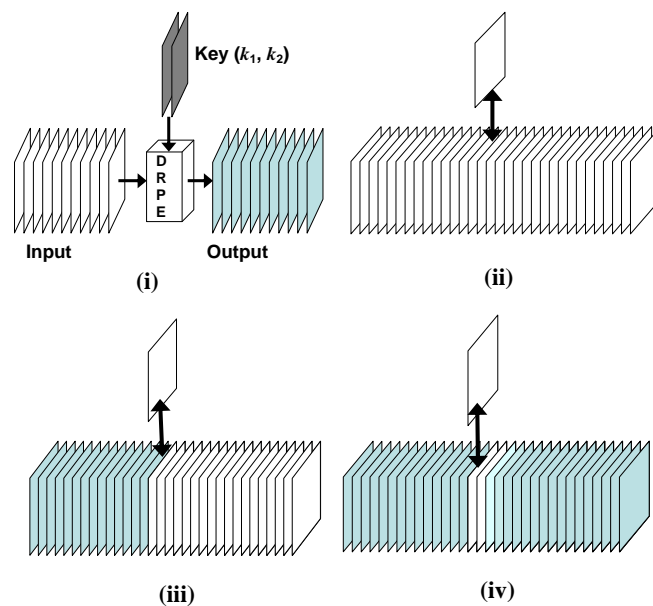 Key (k1, k2)
D
R
P
E
Input
Output
(i)
(ii)
(iii)
(iv)